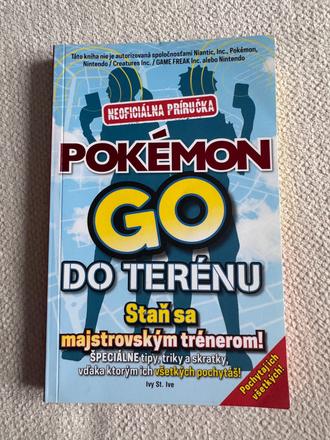 Táto kniha nie je autorizovaná spoločnosťami Niantic, Inc., Pokémon,
Nintendo / Creatures Inc. / GAME FREAK Inc. alebo Nintendo
NEOFICIÁLNA PRÍRUČKA
POKÉMON
GO
DO TERÉNU
Staň sa
majstrovským trénerom!
ŠPECIÁLNE tipy, triky a skratky,
vďaka ktorým ich všetkých pochytáš!
Ivy St. Ive
Pochytaj ich
všetkých!